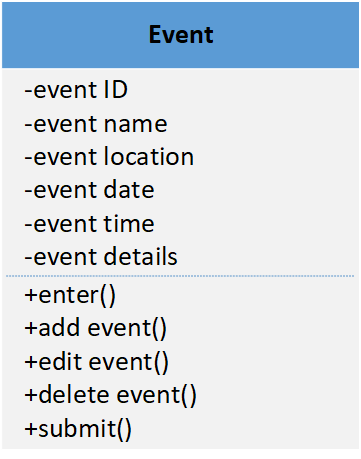 Event
-event ID
-event name
-event location
-event date
-event time
-event details
+enter()
+add event()
+edit event()
+delete event()
+submit()